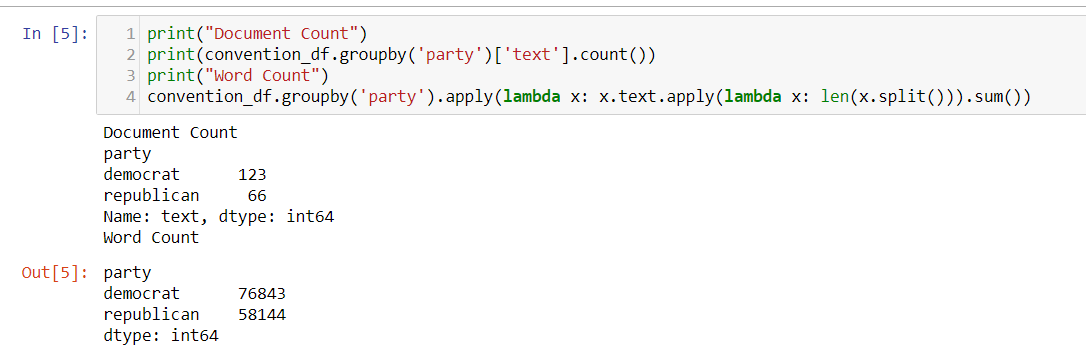 In [5]:
1 print("Document Count")
2 print(convention_df.groupby('party')['text'].count())
3 print("Word Count")
4 convention_df.groupby('party').apply(lambda x: x.text.apply(lambda x: len(x.split())).sum())
Document Count
party
democrat      123
republican     66
Name: text, dtype: int64
Word Count
Out[5]: party
democrat      76843
republican    58144
dtype: int64